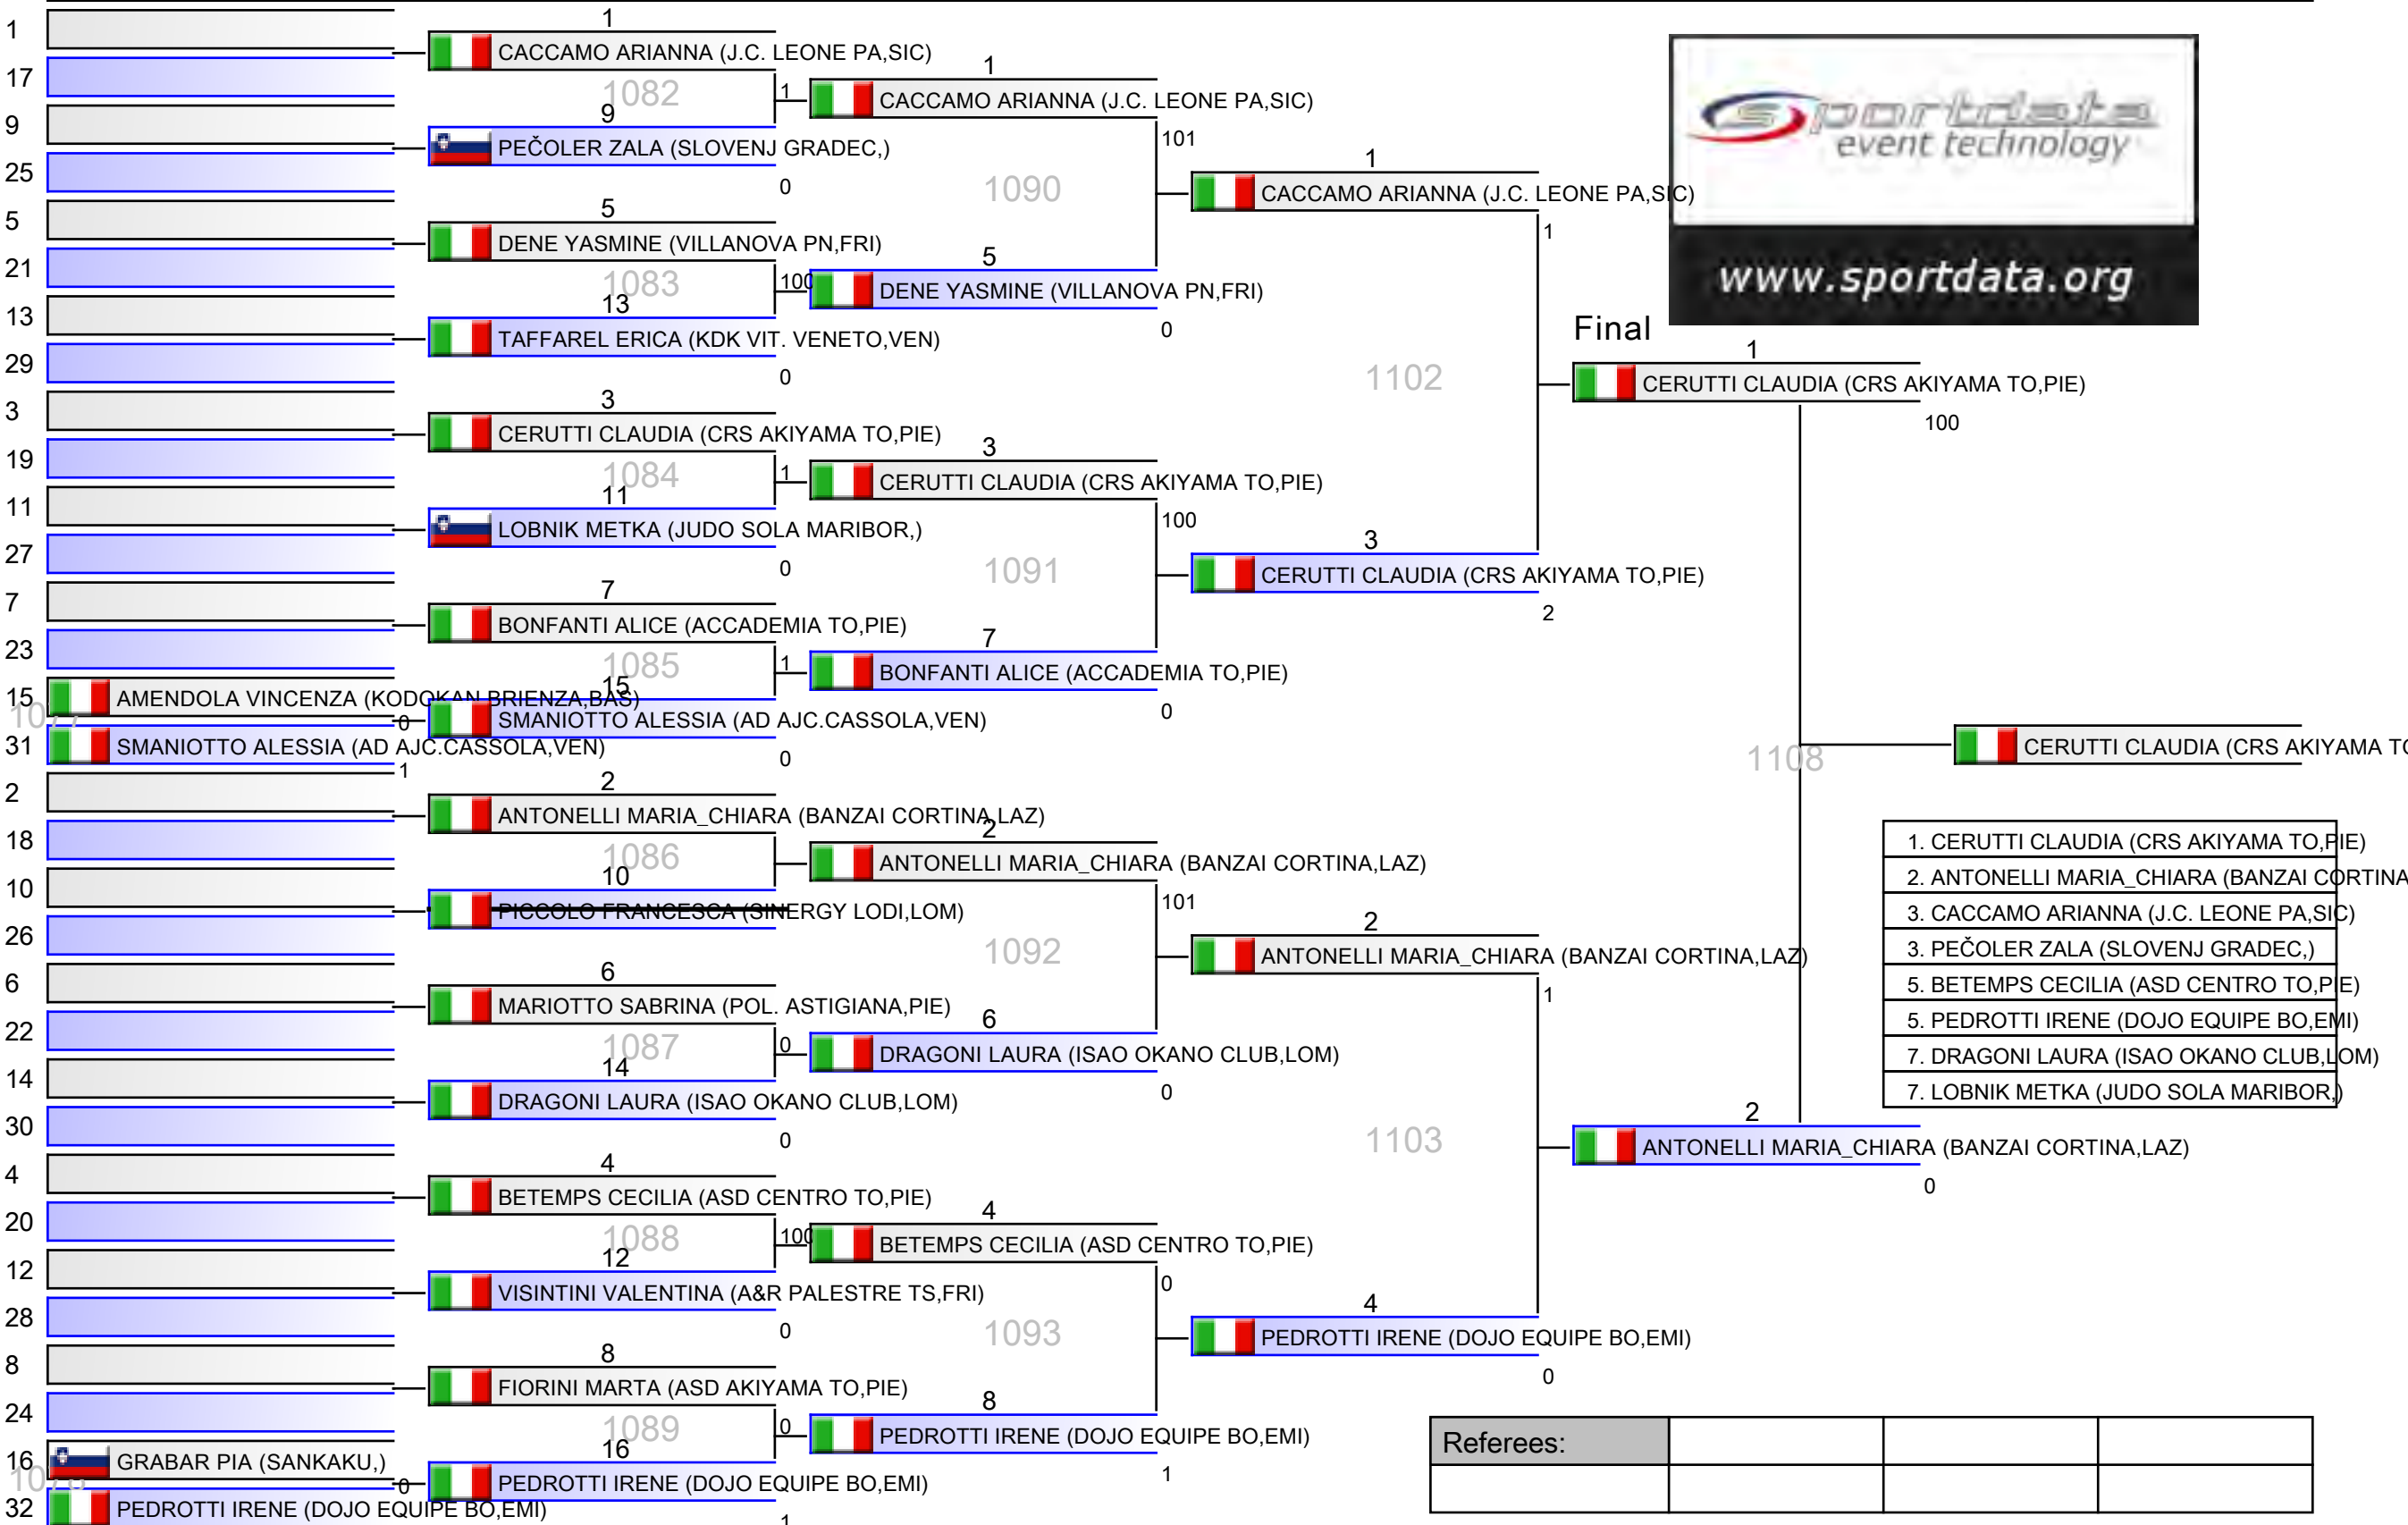 1
17
9
25
5
21
13
29
3
19
11
27
7
23
15 AMENDOLA VINCENZA (KODOKAN BRIENZA,BAS)
0
31 SMANIOTTO ALESSIA (AD AJC.CASSOLA,VEN)
1
2
18
10
26
6
22
14
30
4
20
12
28
8
24
16 GRABAR PIA (SANKAKU,)
0
32 PEDROTTI IRENE (DOJO EQUIPE BO,EMI)
1
CACCAMO ARIANNA (J.C. LEONE PA,SIC)
1082
1
9
PEČOLER ZALA (SLOVENJ GRADEC,)
0
5
DENE YASMINE (VILLANOVA PN,FRI)
1083
100
13
TAFFAREL ERICA (KDK VIT. VENETO,VEN)
0
3
CERUTTI CLAUDIA (CRS AKIYAMA TO,PIE)
1084
1
11
LOBNIK METKA (JUDO SOLA MARIBOR,)
0
7
BONFANTI ALICE (ACCADEMIA TO,PIE)
1085
1
15
SMANIOTTO ALESSIA (AD AJC.CASSOLA,VEN)
0
2
ANTONELLI MARIA_CHIARA (BANZAI CORTINA,LAZ)
1086
10
PICCOLO FRANCESCA (SINERGY LODI,LOM)
6
MARIOTTO SABRINA (POL. ASTIGIANA,PIE)
1087
0
14
DRAGONI LAURA (ISAO OKANO CLUB,LOM)
0
4
BETEMPS CECILIA (ASD CENTRO TO,PIE)
1088
100
12
VISINTINI VALENTINA (A&R PALESTRE TS,FRI)
0
8
FIORINI MARTA (ASD AKIYAMA TO,PIE)
1089
0
16
PEDROTTI IRENE (DOJO EQUIPE BO,EMI)
1
1
CACCAMO ARIANNA (J.C. LEONE PA,SIC)
101
1090
5
DENE YASMINE (VILLANOVA PN,FRI)
0
3
CERUTTI CLAUDIA (CRS AKIYAMA TO,PIE)
100
1091
7
BONFANTI ALICE (ACCADEMIA TO,PIE)
0
2
ANTONELLI MARIA_CHIARA (BANZAI CORTINA,LAZ)
101
1092
6
DRAGONI LAURA (ISAO OKANO CLUB,LOM)
0
4
BETEMPS CECILIA (ASD CENTRO TO,PIE)
0
1093
8
PEDROTTI IRENE (DOJO EQUIPE BO,EMI)
1
1
CACCAMO ARIANNA (J.C. LEONE PA,SIC)
1
1102
3
CERUTTI CLAUDIA (CRS AKIYAMA TO,PIE)
2
2
ANTONELLI MARIA_CHIARA (BANZAI CORTINA,LAZ)
1
1103
4
PEDROTTI IRENE (DOJO EQUIPE BO,EMI)
0
sportdata
event technology
www.sportdata.org
Final
1
CERUTTI CLAUDIA (CRS AKIYAMA TO,PIE)
100
1108
2
ANTONELLI MARIA_CHIARA (BANZAI CORTINA,LAZ)
0
CERUTTI CLAUDIA (CRS AKIYAMA
1. CERUTTI CLAUDIA (CRS AKIYAMA TO,PIE)
2. ANTONELLI MARIA_CHIARA (BANZAI CORTINA
3. CACCAMO ARIANNA (J.C. LEONE PA,SIC)
3. PEČOLER ZALA (SLOVENJ GRADEC,)
5. BETEMPS CECILIA (ASD CENTRO TO,PIE)
5. PEDROTTI IRENE (DOJO EQUIPE BO,EMI)
7. DRAGONI LAURA (ISAO OKANO CLUB,LOM)
7. LOBNIK METKA (JUDO SOLA MARIBOR,)
Referees: